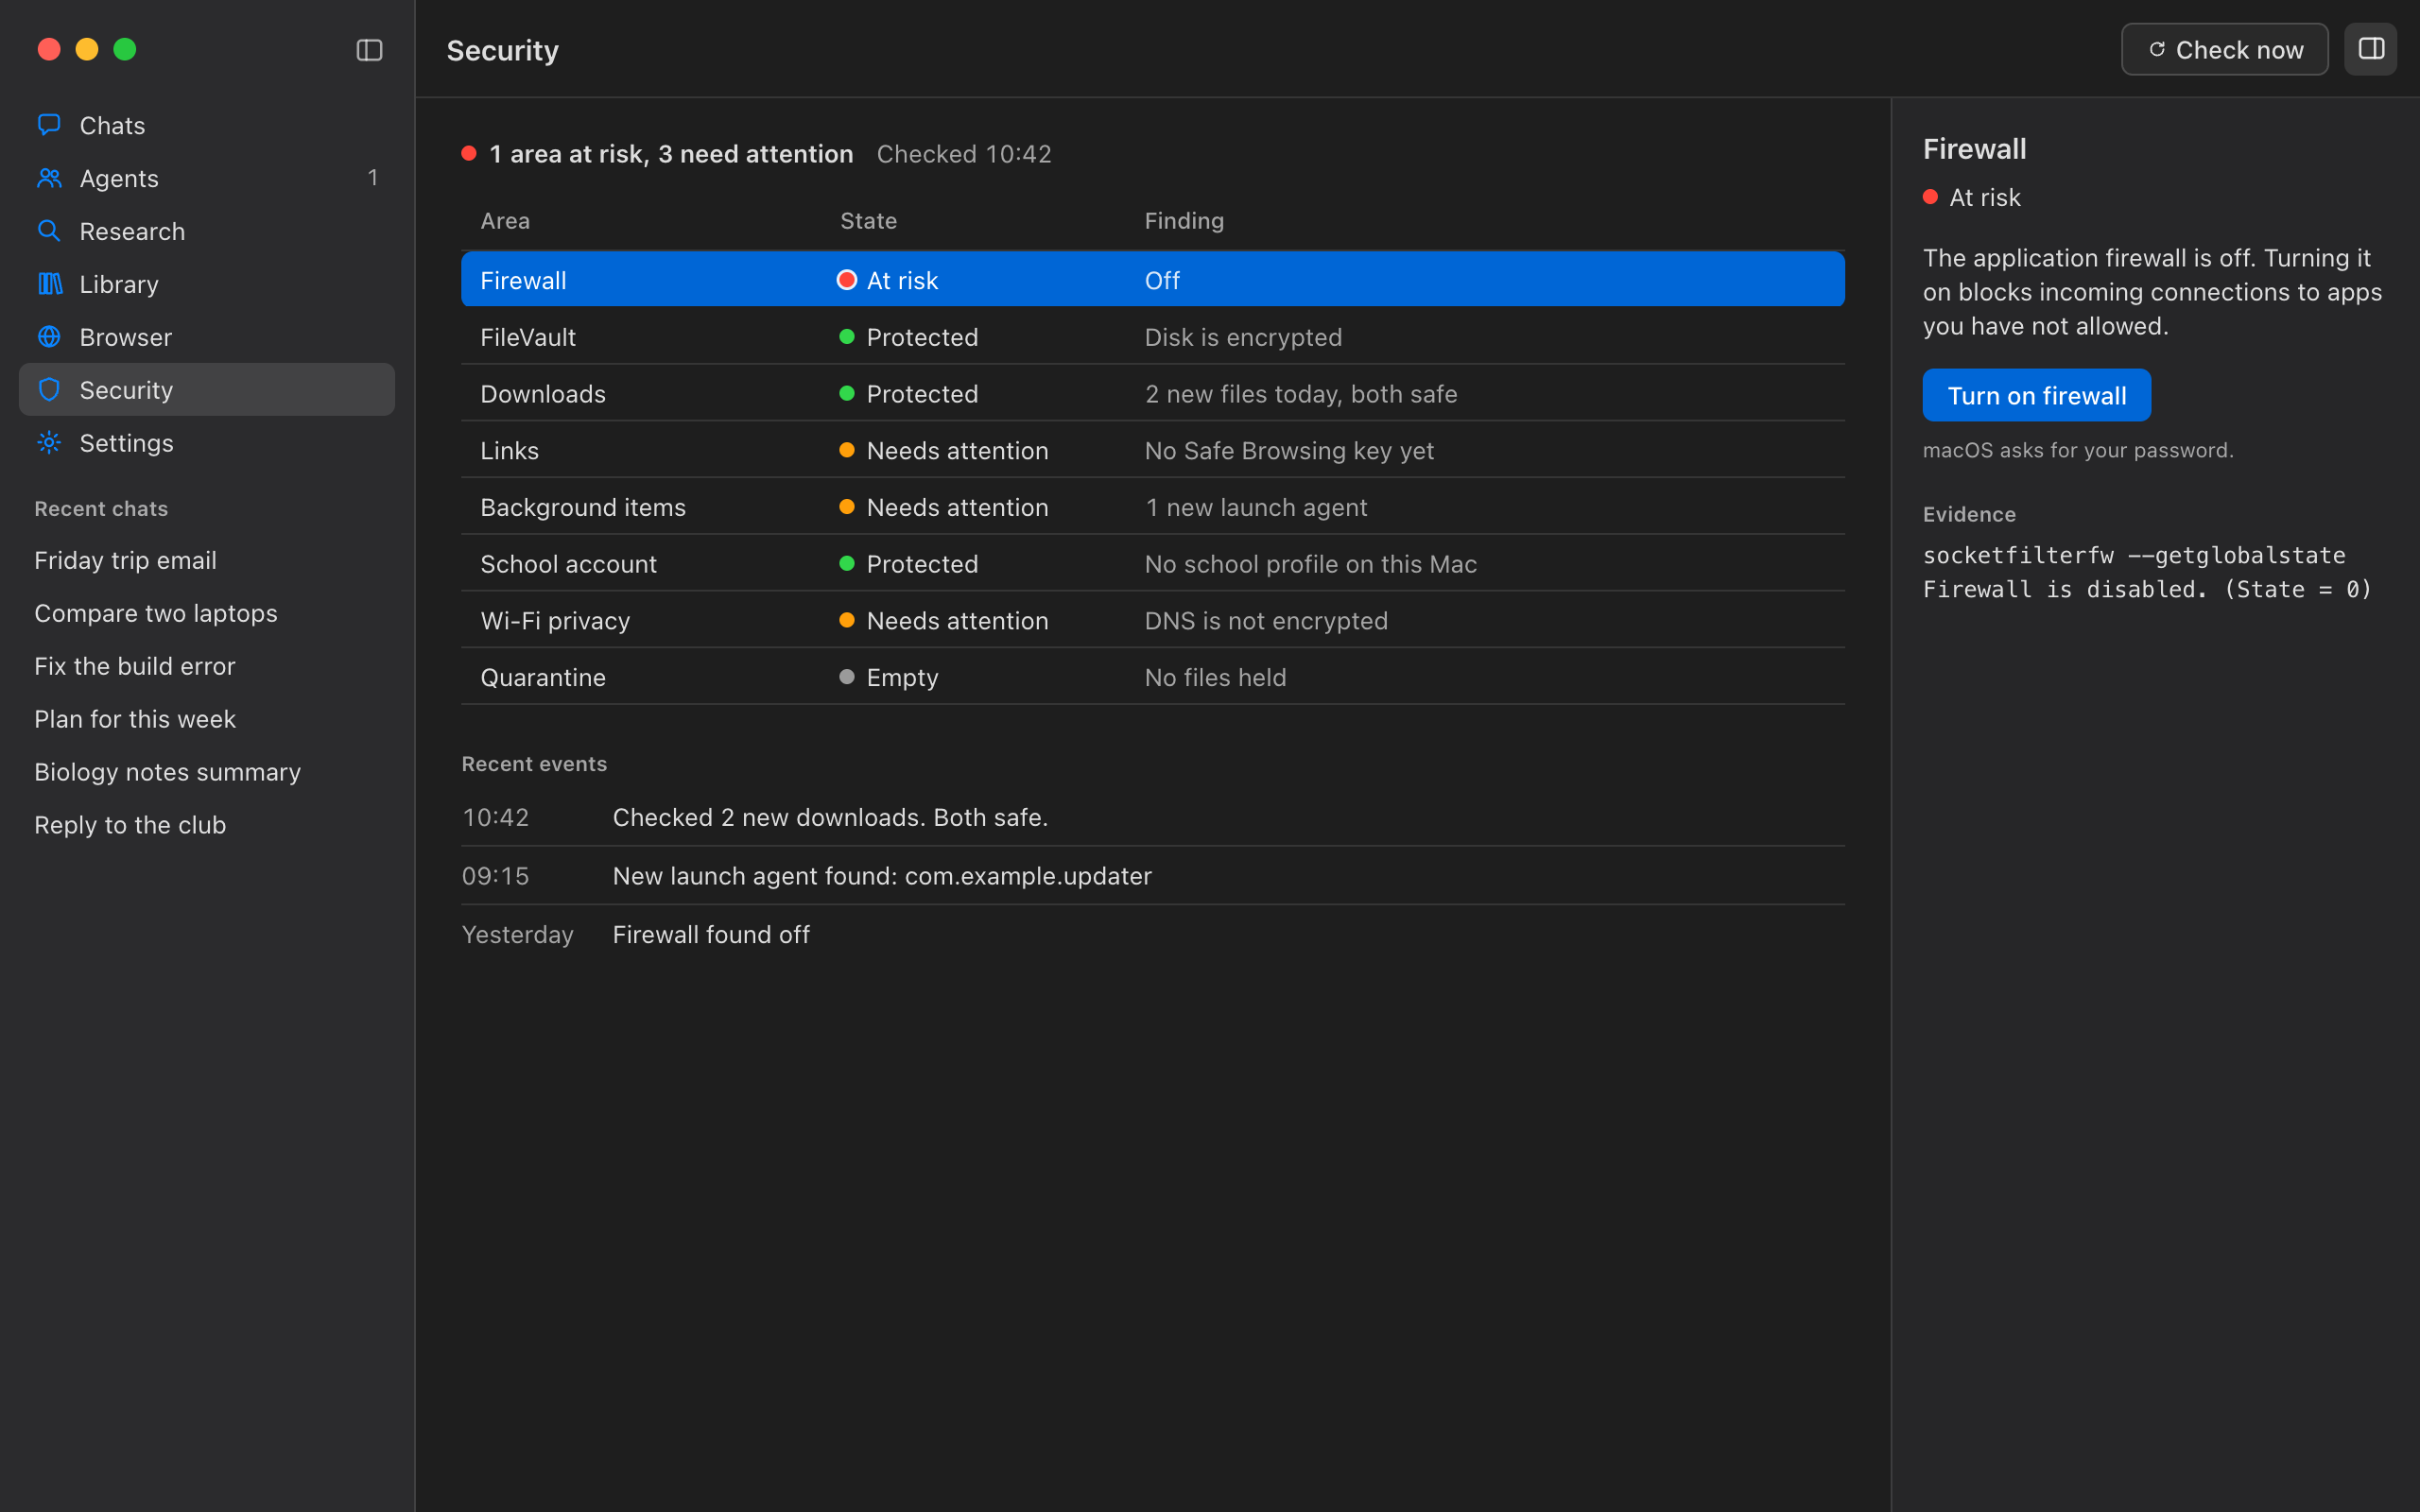 Chats
Agents 1
Research
Library
Browser
Security
Settings
Recent chats
Friday trip email
Compare two laptops
Fix the build error
Plan for this week
Biology notes summary
Reply to the club
Security
Check now
1 area at risk, 3 need attention Checked 10:42
Area State Finding
Firewall At risk Off
FileVault Protected Disk is encrypted
Downloads Protected 2 new files today, both safe
Links Needs attention No Safe Browsing key yet
Background items Needs attention 1 new launch agent
School account Protected No school profile on this Mac
Wi-Fi privacy Needs attention DNS is not encrypted
Quarantine Empty No files held
Recent events
10:42 Checked 2 new downloads. Both safe.
09:15 New launch agent found: com.example.updater
Yesterday Firewall found off
Firewall
At risk
The application firewall is off. Turning it
on blocks incoming connections to apps
you have not allowed.
Turn on firewall
macOS asks for your password.
Evidence
socketfilterfw --getglobalstate
Firewall is disabled. (State = 0)